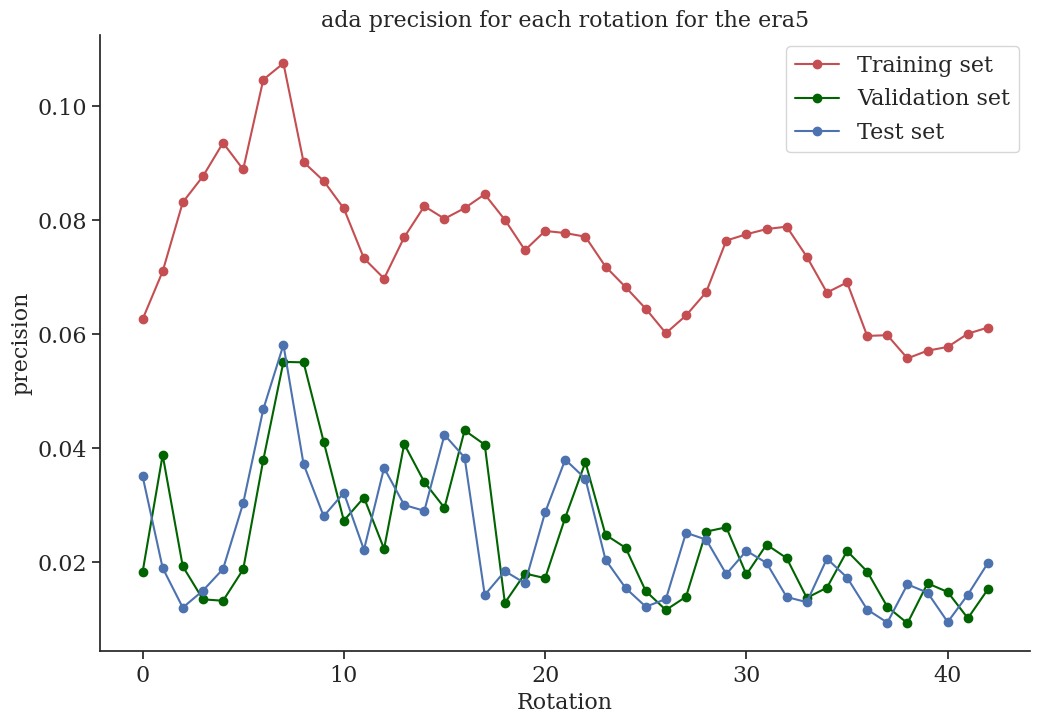 ada precision for each rotation for the era5
Training set
Validation set
Test set
precision
0.10
0.08
0.06
0.04
0.02
0 10 20 30 40
Rotation